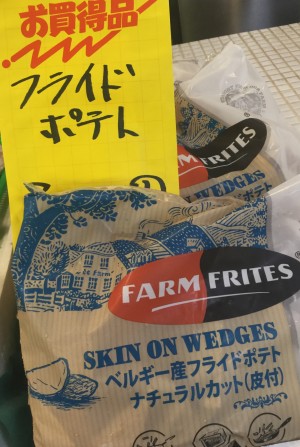 お買得品
フライド
ポテト
FARM FRITES
FARM FRITES
SKIN ON WEDGES
ベルギー産フライドポテト
ナチュラルカット(皮付)